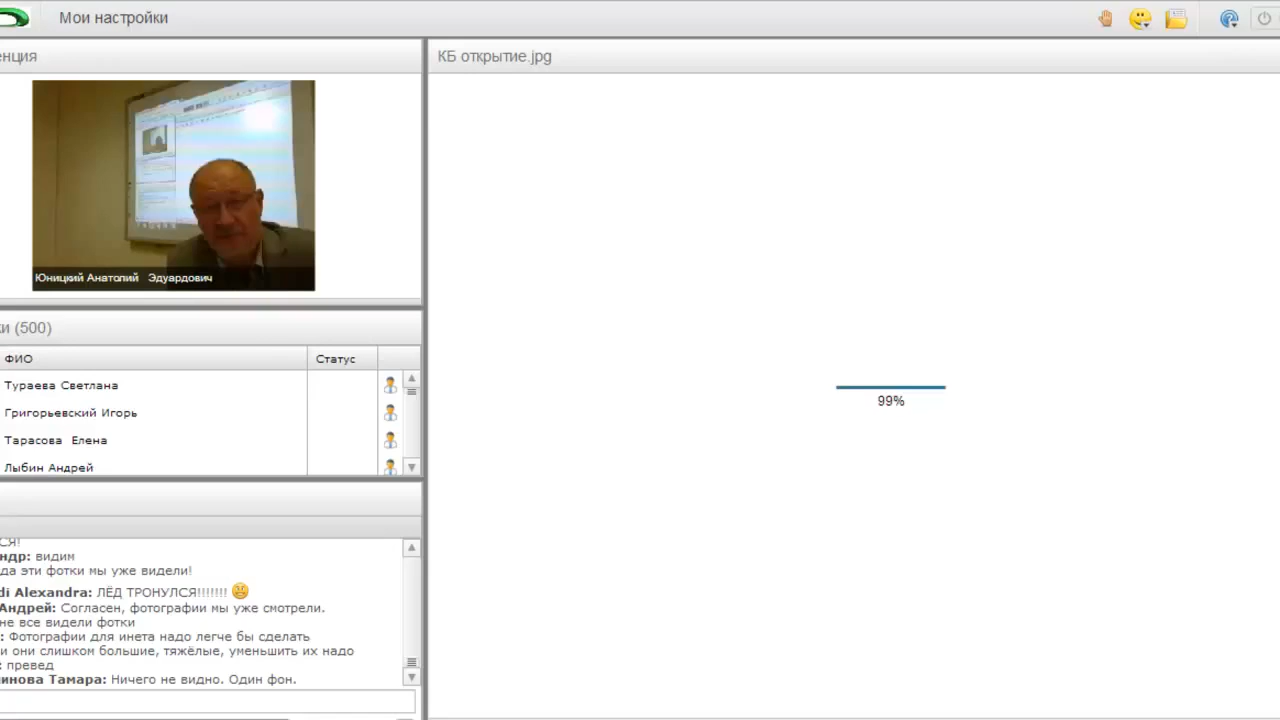 Мои настройки
енция
КБ открытие.jpg
Юницкий Анатолий Эдуардович
ки (500)
ФИО Статус
Тураева Светлана
Григорьевский Игорь
Тарасова Елена
Лыбин Андрей
99%
СЯ!
ндр: видим
да эти фотки мы уже видели!
di Alexandra: ЛЁД ТРОНУЛСЯ!!!!!!!
Андрей: Согласен, фотографии мы уже смотрели.
не все видели фотки
: Фотографии для инета надо легче бы сделать
и они слишком большие, тяжёлые, уменьшить их надо
: превед
инова Тамара: Ничего не видно. Один фон.